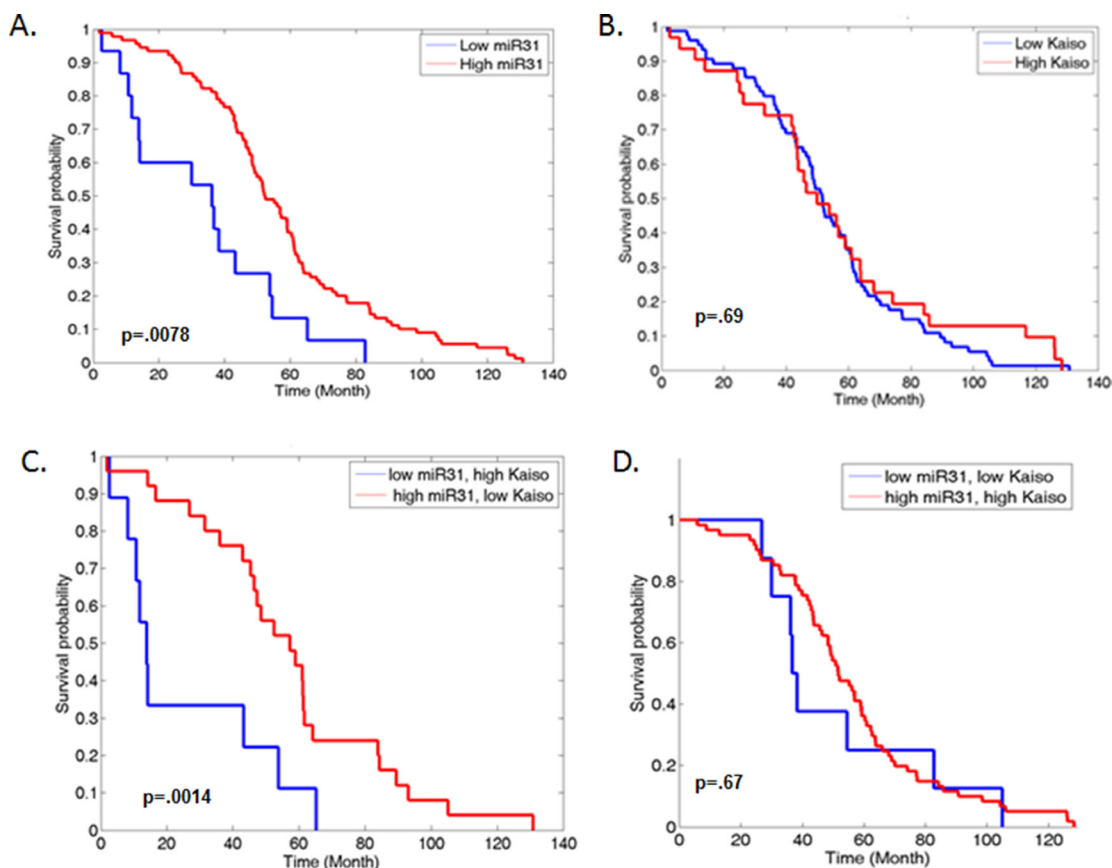 A.
1
0.9
0.8
0.7
0.6
0.5
0.4
0.3
0.2
0.1
0
Survival probability
Low miR31
High miR31
p=.0078
0 20 40 60 80 100 120 140
Time (Month)
B.
1
0.9
0.8
0.7
0.6
0.5
0.4
0.3
0.2
0.1
0
Survival probability
Low Kaiso
High Kaiso
p=.69
0 20 40 60 80 100 120 140
Time (Month)
C.
1
0.9
0.8
0.7
0.6
0.5
0.4
0.3
0.2
0.1
0
Survival probability
low miR31, high Kaiso
high miR31, low Kaiso
p=.0014
0 20 40 60 80 100 120 140
Time (Month)
D.
1
0.8
0.6
0.4
0.2
0
Survival probability
low miR31, low Kaiso
high miR31, high Kaiso
p=.67
0 20 40 60 80 100 120
Time (Month)